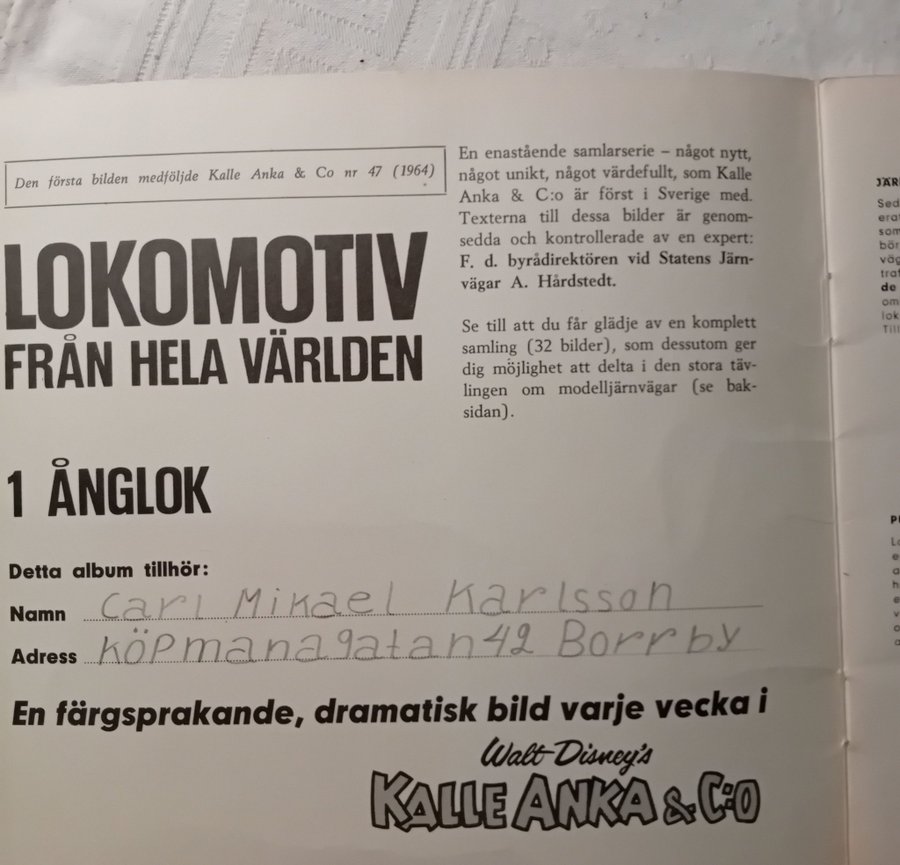 Den första bilden medföljde Kalle Anka & Co nr 47 (1964)
LOKOMOTIV
FRÅN HELA VÄRLDEN
En enastående samlarserie – något nytt,
något unikt, något värdefullt, som Kalle
Anka & C:o är först i Sverige med.
Texterna till dessa bilder är genom-
sedda och kontrollerade av en expert:
F. d. byrådirektören vid Statens Järn-
vägar A. Hårdstedt.
Se till att du får glädje av en komplett
samling (32 bilder), som dessutom ger
dig möjlighet att delta i den stora täv-
lingen om modelljärnvägar (se bak-
sidan).
1 ÅNGLOK
Detta album tillhör:
Namn Carl Mikael Karlsson
Adress Köpmanagatan 42 Borrby
En färgsprakande, dramatisk bild varje vecka i
Walt Disney's
KALLE ANKA & C:O